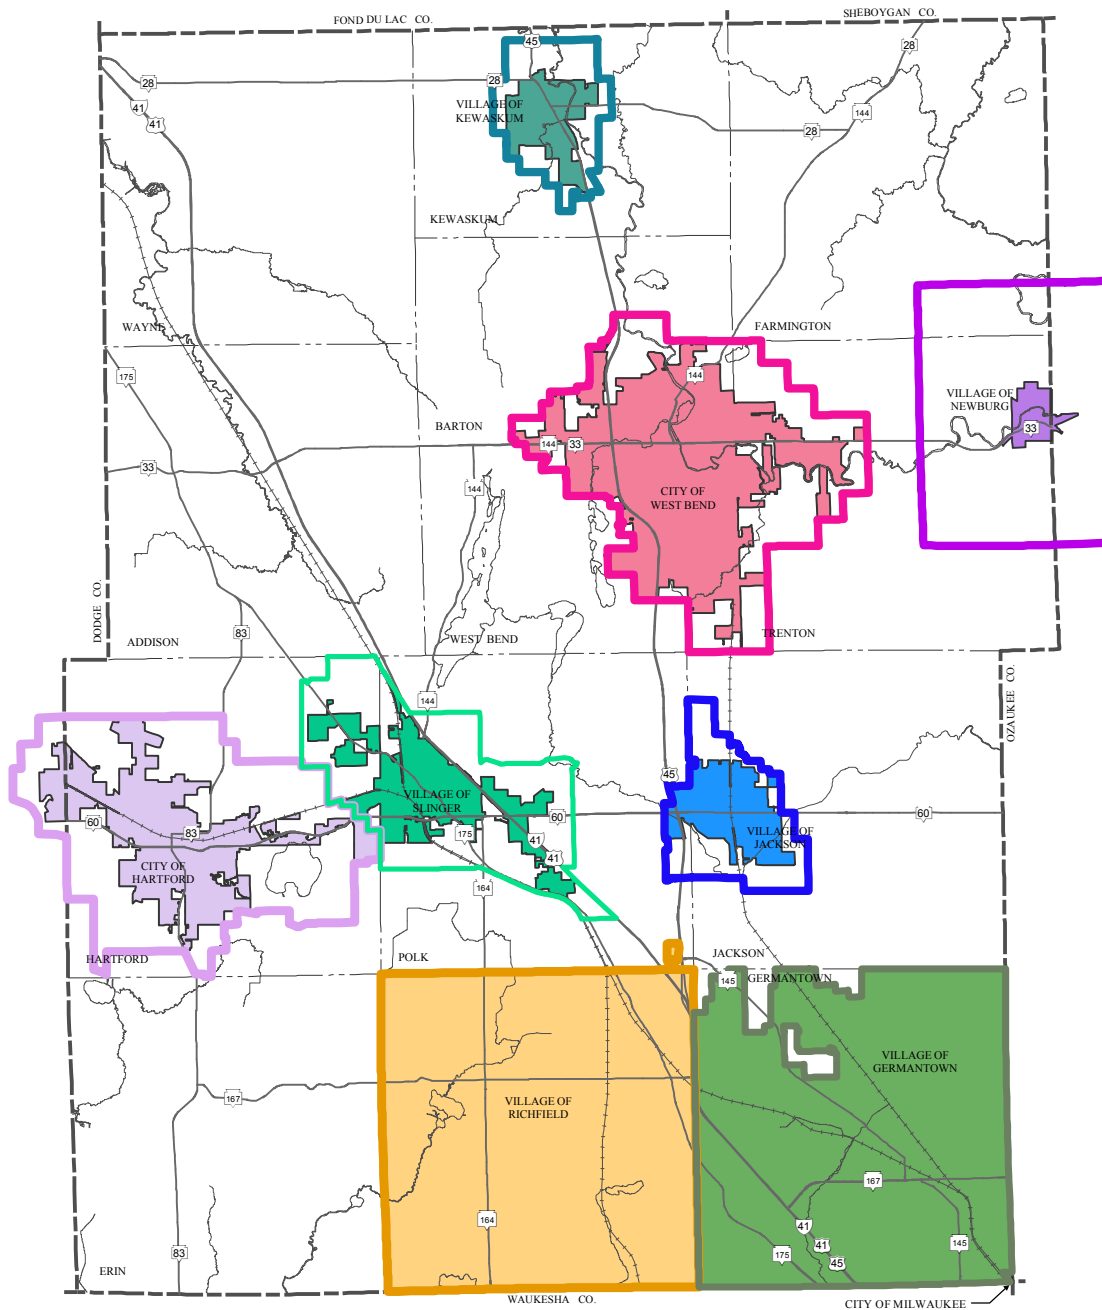 FOND DU LAC CO.
SHEBOYGAN CO.
45
28
28
28
41
41
VILLAGE OF
KEWASKUM
144
28
KEWASKUM
WAYNE
FARMINGTON
175
144
VILLAGE OF
NEWBURG
BARTON
33
144
33
33
144
CITY OF
WEST BEND
DODGE CO.
83
ADDISON
WEST BEND
TRENTON
OZAUKEE CO.
144
45
VILLAGE OF
SLINGER
60
60
60
83
175
41
41
VILLAGE OF
JACKSON
CITY OF
HARTFORD
164
HARTFORD
POLK
JACKSON
GERMANTOWN
145
VILLAGE OF
GERMANTOWN
167
VILLAGE OF
RICHFIELD
167
164
41
41
45
175
145
83
ERIN
WAUKESHA CO.
CITY OF MILWAUKEE